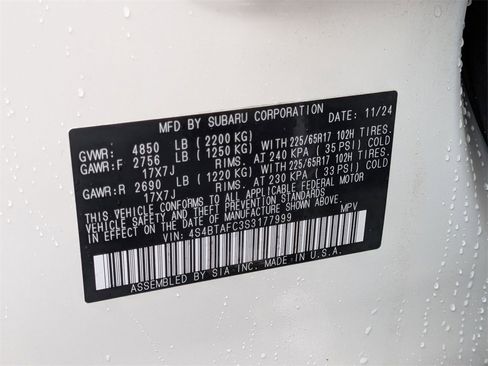 MFD BY SUBARU CORPORATION DATE: 11/24
GVWR: 4850 LB (2200 KG)
GAWR:F 2756 LB (1250 KG) WITH 225/65R17 102H TIRES.
17X7J RIMS. AT 240 KPA (35 PSI) COLD
GAWR:R 2690 LB (1220 KG) WITH 225/65R17 102H TIRES.
17X7J RIMS. AT 230 KPA (33 PSI) COLD
THIS VEHICLE CONFORMS TO ALL APPLICABLE FEDERAL MOTOR
VEHICLE SAFETY, BUMPER, AND THEFT PREVENTION STANDARDS
IN EFFECT ON THE DATE OF MANUFACTURE SHOWN ABOVE.
VIN: 4S4BTAFC3S3177999 MPV
ASSEMBLED BY SIA INC. MADE IN U.S.A.